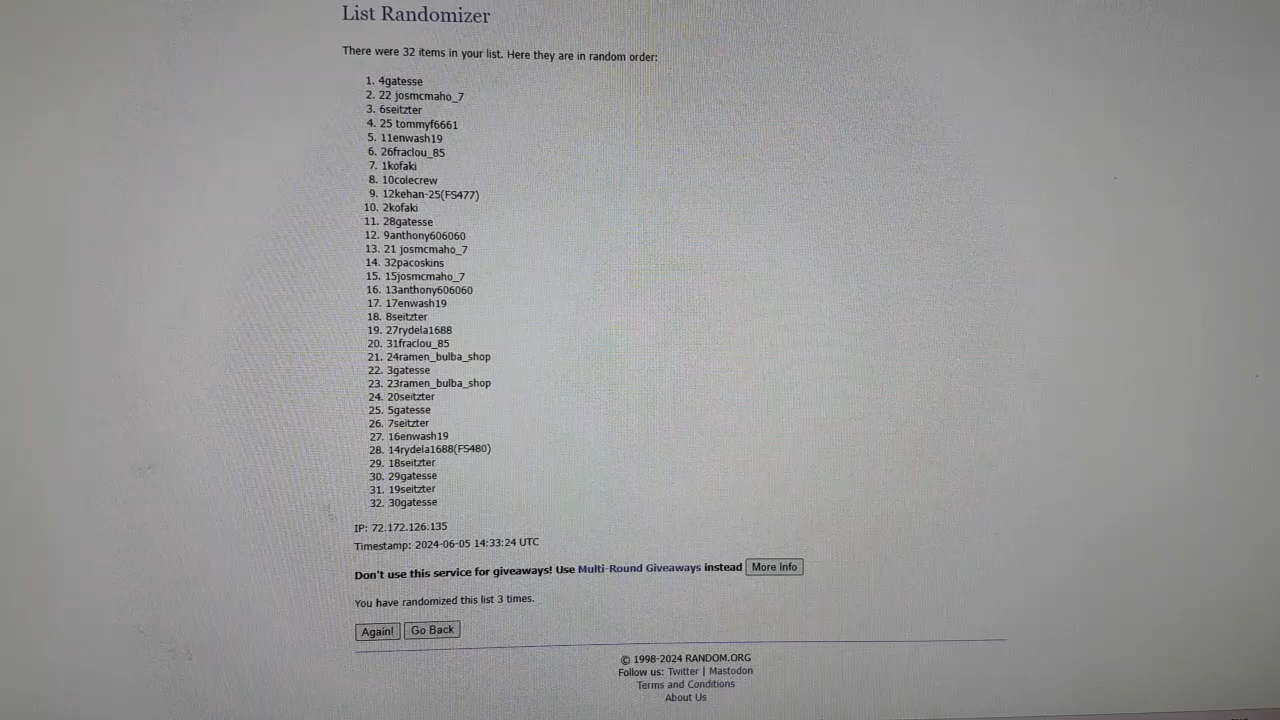 List Randomizer
There were 32 items in your list. Here they are in random order:
1. 4gatesse
2. 22 josmcmaho_7
3. 6seitzter
4. 25 tommyf6661
5. 11enwash19
6. 26fraclou_85
7. 1kofaki
8. 10colecrew
9. 12kehan-25(FS477)
10. 2kofaki
11. 28gatesse
12. 9anthony606060
13. 21 josmcmaho_7
14. 32pacoskins
15. 15josmcmaho_7
16. 13anthony606060
17. 17enwash19
18. 8seitzter
19. 27rydela1688
20. 31fraclou_85
21. 24ramen_bulba_shop
22. 3gatesse
23. 23ramen_bulba_shop
24. 20seitzter
25. 5gatesse
26. 7seitzter
27. 16enwash19
28. 14rydela1688(FS480)
29. 18seitzter
30. 29gatesse
31. 19seitzter
32. 30gatesse
IP: 72.172.126.135
Timestamp: 2024-06-05 14:33:24 UTC
Don't use this service for giveaways! Use Multi-Round Giveaways instead More Info
You have randomized this list 3 times.
Again! Go Back
© 1998-2024 RANDOM.ORG
Follow us: Twitter | Mastodon
Terms and Conditions
About Us